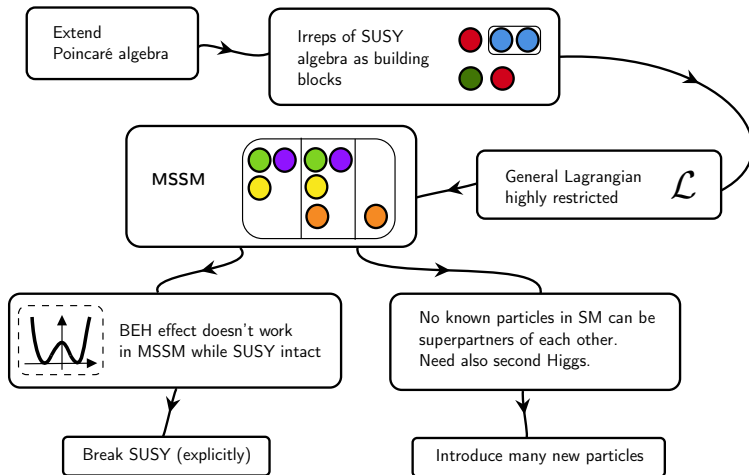 Extend
Poincaré algebra
Irreps of SUSY
algebra as building
blocks
General Lagrangian
highly restricted
ℒ
MSSM
BEH effect doesn't work
in MSSM while SUSY intact
No known particles in SM can be
superpartners of each other.
Need also second Higgs.
Break SUSY (explicitly)
Introduce many new particles